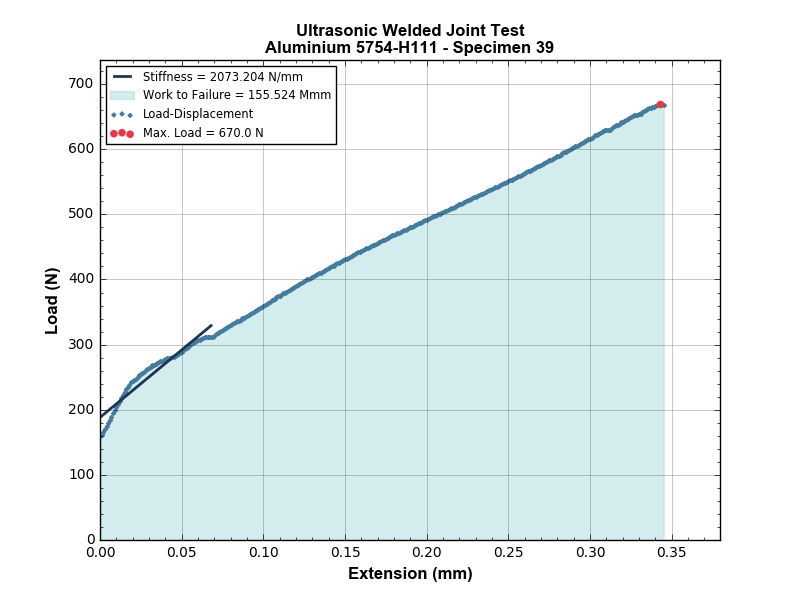 Ultrasonic Welded Joint Test
Aluminium 5754-H111 - Specimen 39
Stiffness = 2073.204 N/mm
Work to Failure = 155.524 Mmm
Load-Displacement
Max. Load = 670.0 N
700
600
500
400
300
200
100
0
Load (N)
0.00 0.05 0.10 0.15 0.20 0.25 0.30 0.35
Extension (mm)